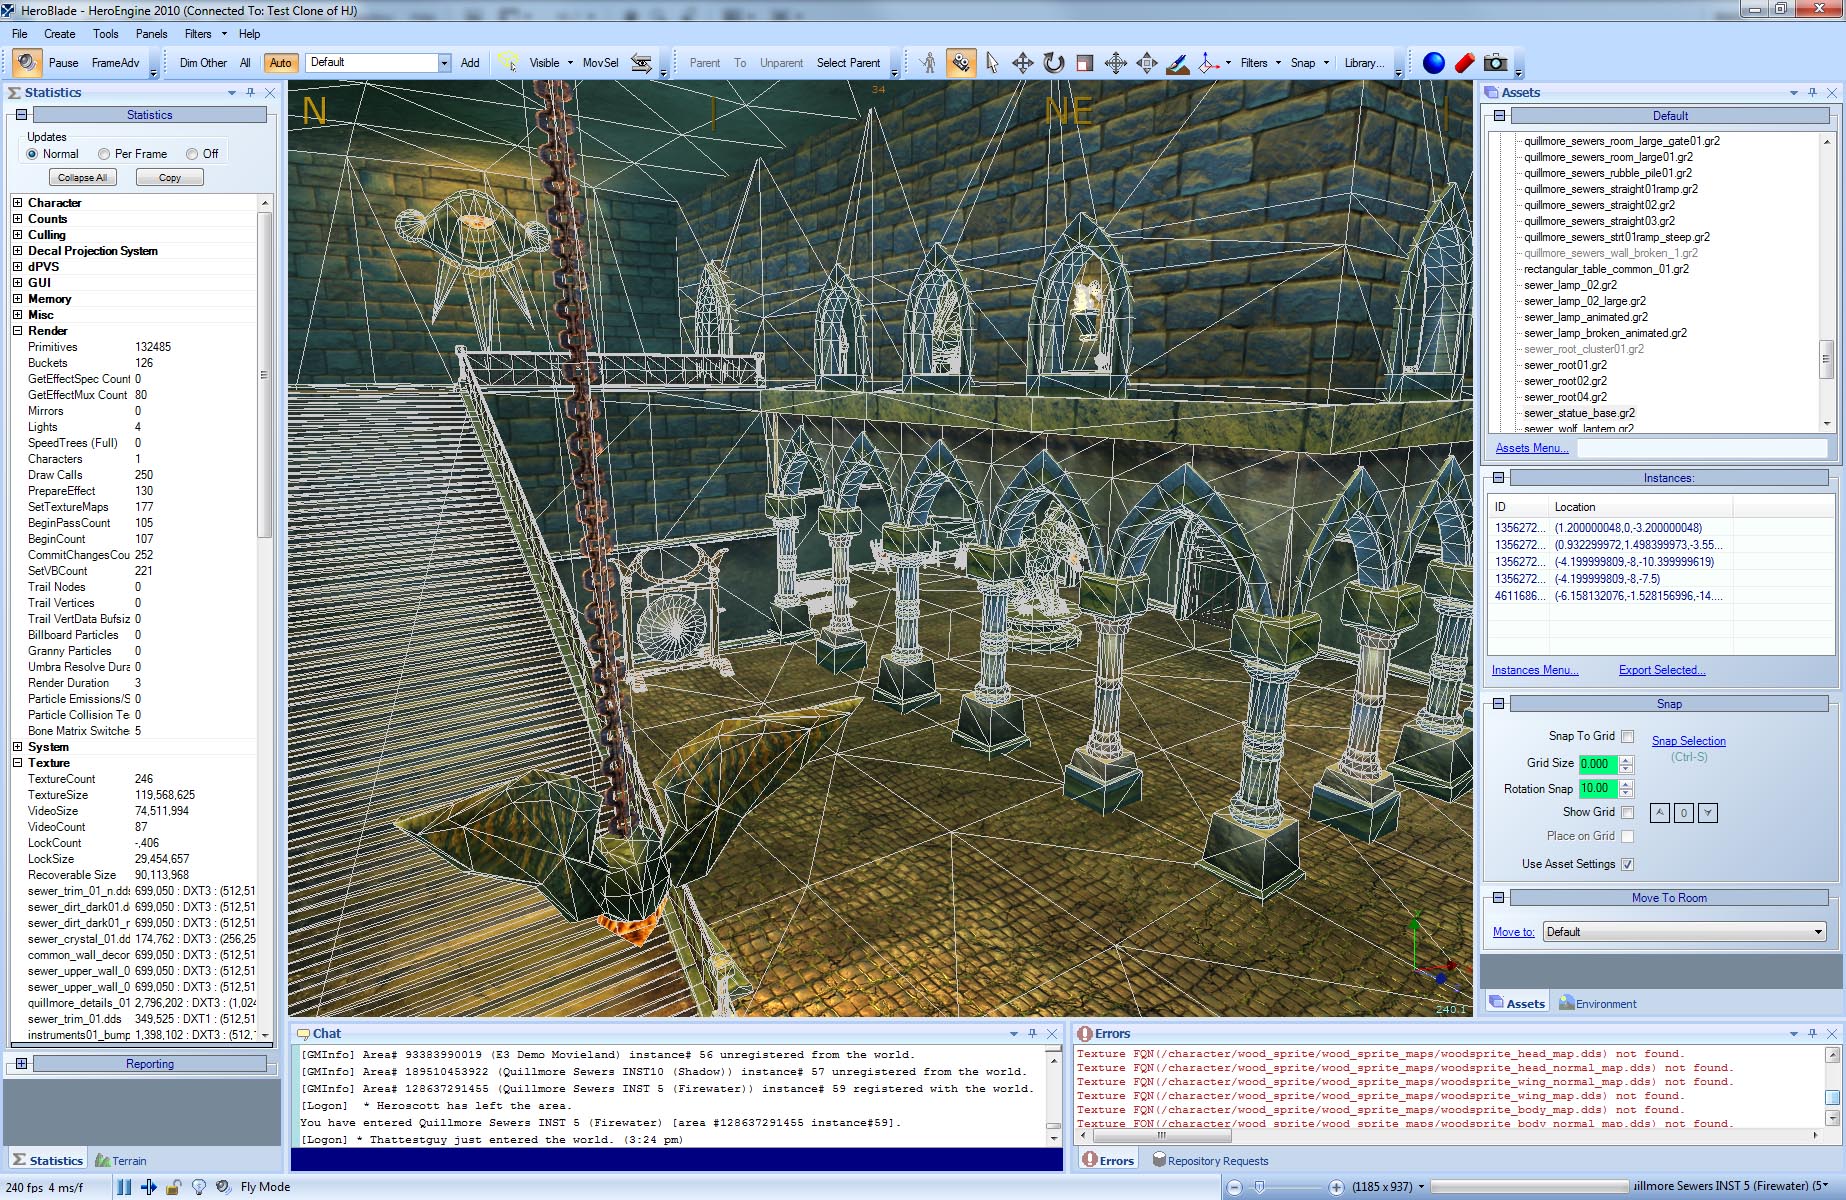 HeroBlade - HeroEngine 2010 (Connected To: Test Clone of HJ)
File Create Tools Panels Filters Help
Pause FrameAdv Dim Other All Auto Default Add Visible MovSel Parent To Unparent Select Parent Filters Snap Library...
Statistics
Statistics
Updates
Normal Per Frame Off
Collapse All Copy
Character
Counts
Culling
Decal Projection System
dPVS
GUI
Memory
Misc
Render
Primitives 132485
Buckets 126
GetEffectSpec Count 0
GetEffectMux Count 80
Mirrors 0
Lights 4
SpeedTrees (Full) 0
Characters 1
Draw Calls 250
PrepareEffect 130
SetTextureMaps 177
BeginPassCount 105
BeginCount 107
CommitChangesCou 252
SetVBCount 221
Trail Nodes 0
Trail Vertices 0
Trail VertData Bufsiz 0
Billboard Particles 0
Granny Particles 0
Umbra Resolve Dura 0
Render Duration 3
Particle Emissions/S 0
Particle Collision Te 0
Bone Matrix Switche 5
System
Texture
TextureCount 246
TextureSize 119,568,625
VideoSize 74,511,994
VideoCount 87
LockCount -,406
LockSize 29,454,657
Recoverable Size 90,113,968
sewer_trim_01_n.dds 699,050 : DXT3 : (512,51
sewer_dirt_dark01.d 699,050 : DXT3 : (512,51
sewer_dirt_dark01_r 699,050 : DXT3 : (512,51
sewer_crystal_01.dd 174,762 : DXT3 : (256,25
common_wall_decor 699,050 : DXT3 : (512,51
sewer_upper_wall_0 699,050 : DXT3 : (512,51
sewer_upper_wall_0 699,050 : DXT3 : (512,51
quillmore_details_01 2,796,202 : DXT3 : (1,024
sewer_trim_01.dds 349,525 : DXT1 : (512,51
instruments01_bump 1,398,102 : DXT3 : (512,
Reporting
Statistics Terrain
N 34 NE
240.1
Chat
[GMInfo] Area# 93383990019 (E3 Demo Movieland) instance# 56 unregistered from the world.
[GMInfo] Area# 189510453922 (Quillmore Sewers INST10 (Shadow)) instance# 57 unregistered from the world.
[GMInfo] Area# 128637291455 (Quillmore Sewers INST 5 (Firewater)) instance# 59 registered with the world.
[Logon] * Heroscott has left the area.
You have entered Quillmore Sewers INST 5 (Firewater) [area #128637291455 instance#59].
[Logon] * Thattestguy just entered the world. (3:24 pm)
Errors
Texture FQN(/character/wood_sprite/wood_sprite_maps/woodsprite_head_map.dds) not found.
Texture FQN(/character/wood_sprite/wood_sprite_maps/woodsprite_head_normal_map.dds) not found.
Texture FQN(/character/wood_sprite/wood_sprite_maps/woodsprite_wing_normal_map.dds) not found.
Texture FQN(/character/wood_sprite/wood_sprite_maps/woodsprite_wing_map.dds) not found.
Texture FQN(/character/wood_sprite/wood_sprite_maps/woodsprite_body_map.dds) not found.
Texture FQN(/character/wood_sprite/wood_sprite_maps/woodsprite_body_normal_map.dds) not found.
Errors Repository Requests
Assets
Default
quillmore_sewers_room_large_gate01.gr2
quillmore_sewers_room_large01.gr2
quillmore_sewers_rubble_pile01.gr2
quillmore_sewers_straight01ramp.gr2
quillmore_sewers_straight02.gr2
quillmore_sewers_straight03.gr2
quillmore_sewers_strt01ramp_steep.gr2
quillmore_sewers_wall_broken_1.gr2
rectangular_table_common_01.gr2
sewer_lamp_02.gr2
sewer_lamp_02_large.gr2
sewer_lamp_animated.gr2
sewer_lamp_broken_animated.gr2
sewer_root_cluster01.gr2
sewer_root01.gr2
sewer_root02.gr2
sewer_root04.gr2
sewer_statue_base.gr2
sewer_wolf_lantern.gr2
Assets Menu...
Instances:
ID Location
1356272... (1.200000048,0,-3.200000048)
1356272... (0.932299972,1.498399973,-3.55...
1356272... (-4.199999809,-8,-10.399999619)
1356272... (-4.199999809,-8,-7.5)
4611686... (-6.158132076,-1.528156996,-14....
Instances Menu... Export Selected...
Snap
Snap To Grid Snap Selection
(Ctrl-S)
Grid Size 0.000
Rotation Snap 10.00
Show Grid 0
Place on Grid
Use Asset Settings
Move To Room
Move to: Default
Assets Environment
240 fps 4 ms/f Fly Mode (1185 x 937) illmore Sewers INST 5 (Firewater) (5